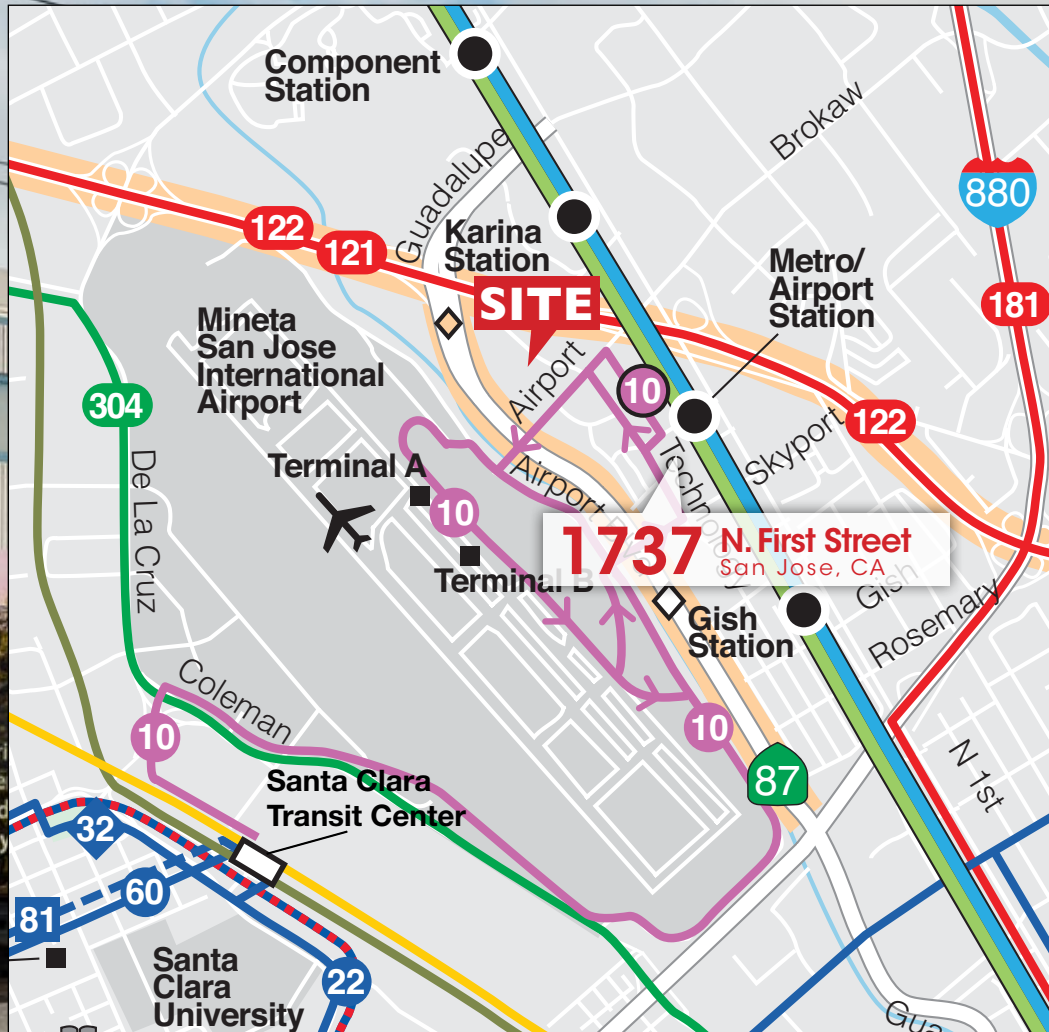 Component
Station
Brokaw
Guadalupe
880
122
121
Karina
Station
SITE
Metro/
Airport
Station
181
Mineta
San Jose
International
Airport
304
Airport
10
122
Skyport
De La Cruz
Terminal A
10
Airport
Technology
1737 N. First Street
San Jose, CA
Terminal B
Gish
Gish
Station
Rosemary
Coleman
10
10
N 1st
87
Santa Clara
Transit Center
32
60
81
22
Santa
Clara
University